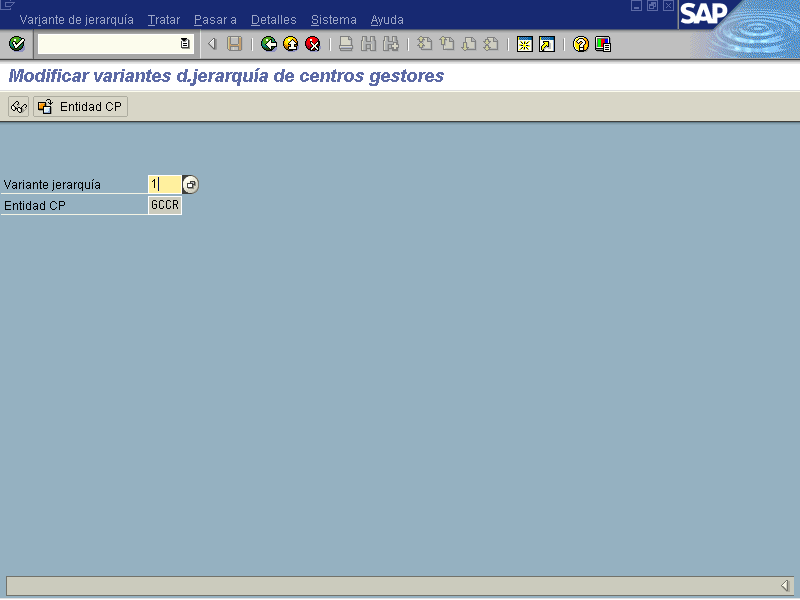 Variante de jerarquía Tratar Pasar a Detalles Sistema Ayuda
SAP
Modificar variantes d.jerarquía de centros gestores
Entidad CP
Variante jerarquía 1
Entidad CP GCCR